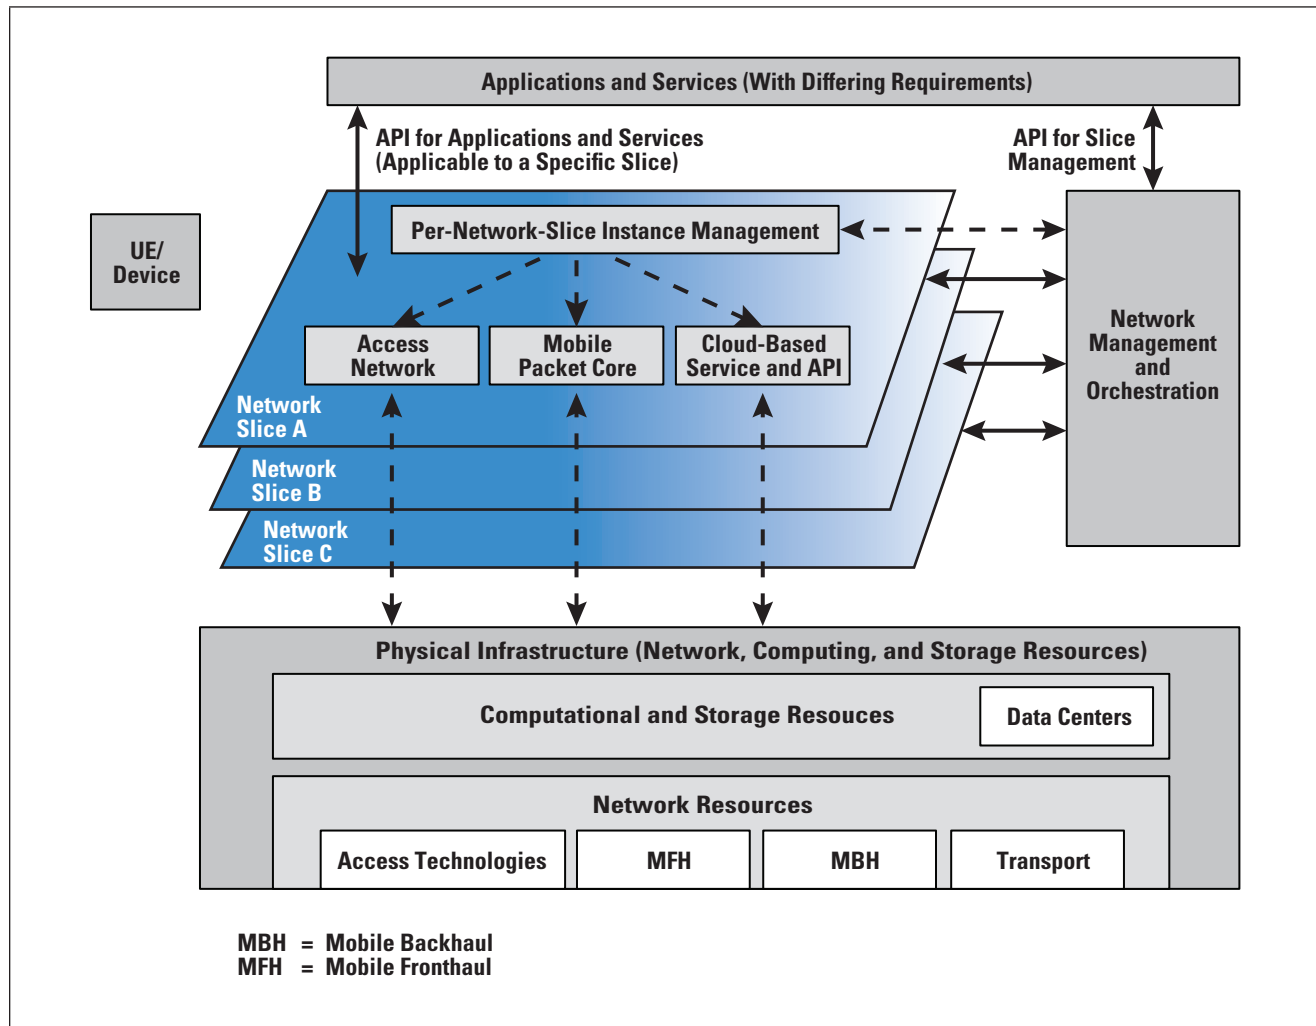 Applications and Services (With Differing Requirements)
API for Applications and Services
(Applicable to a Specific Slice)
API for Slice
Management
UE/
Device
Per-Network-Slice Instance Management
Access
Network
Mobile
Packet Core
Cloud-Based
Service and API
Network
Management
and
Orchestration
Network
Slice A
Network
Slice B
Network
Slice C
Physical Infrastructure (Network, Computing, and Storage Resources)
Computational and Storage Resouces
Data Centers
Network Resources
Access Technologies
MFH
MBH
Transport
MBH = Mobile Backhaul
MFH = Mobile Fronthaul